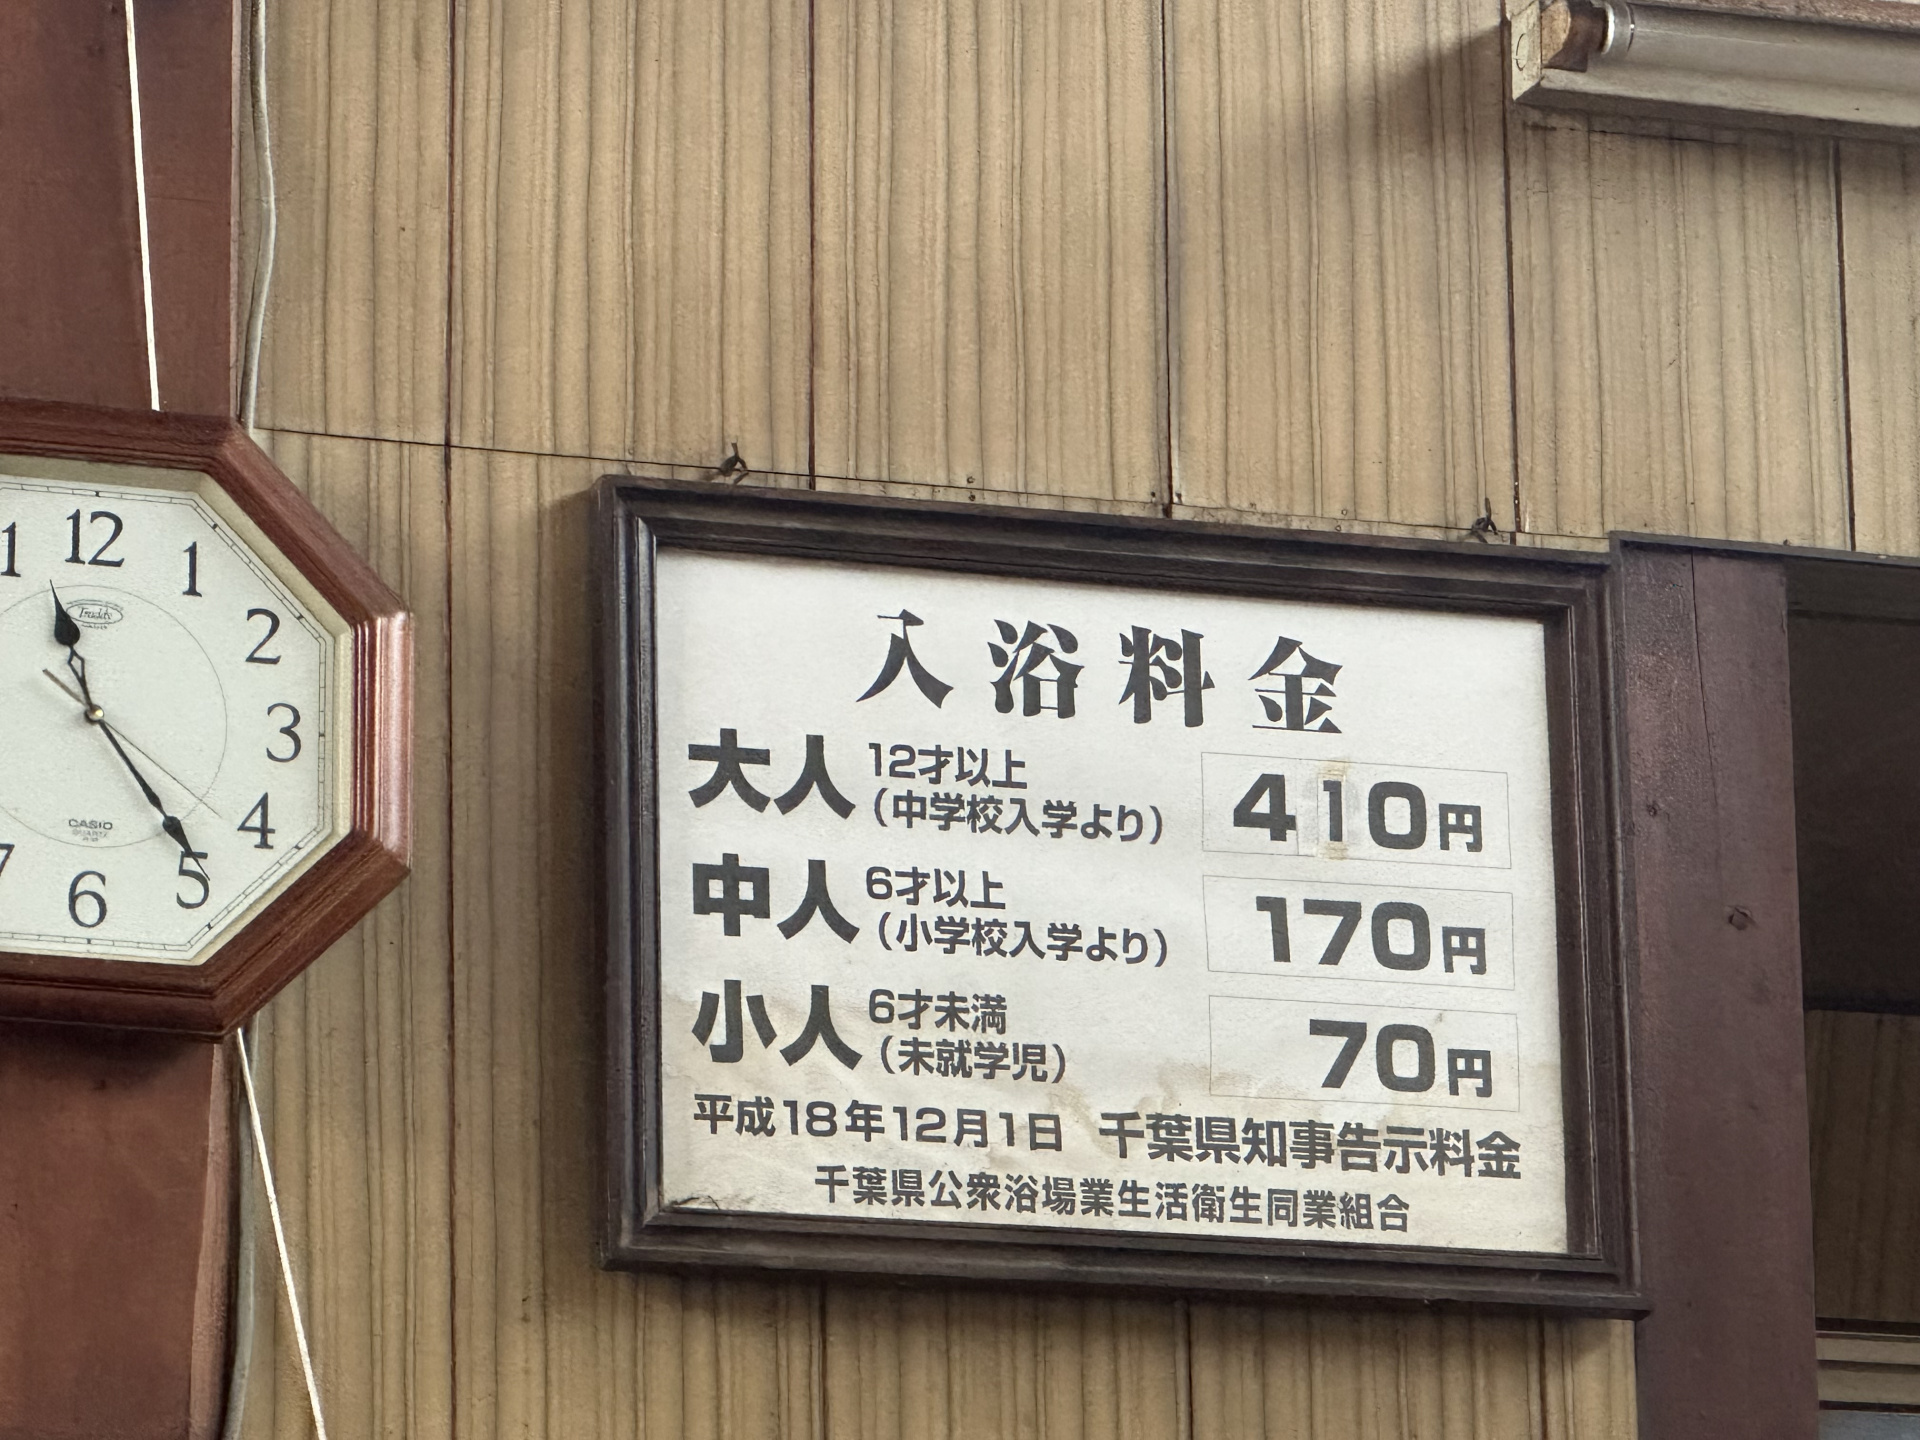 12
1
1
2
3
4
5
6
7
CASIO
QUARTZ
入浴料金
大人 12才以上 (中学校入学より) 410円
中人 6才以上 (小学校入学より) 170円
小人 6才未満 (未就学児) 70円
平成18年12月1日 千葉県知事告示料金
千葉県公衆浴場業生活衛生同業組合